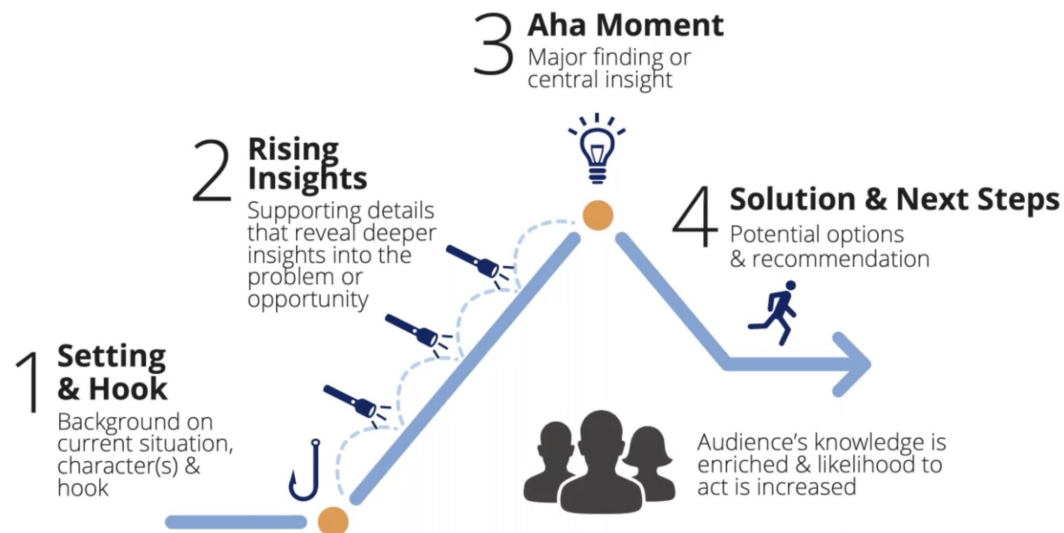 1
Setting
& Hook
Background on
current situation,
character(s) &
hook
2
Rising
Insights
Supporting details
that reveal deeper
insights into the
problem or
opportunity
3
Aha Moment
Major finding or
central insight
4
Solution & Next Steps
Potential options
& recommendation
Audience's knowledge is
enriched & likelihood to
act is increased